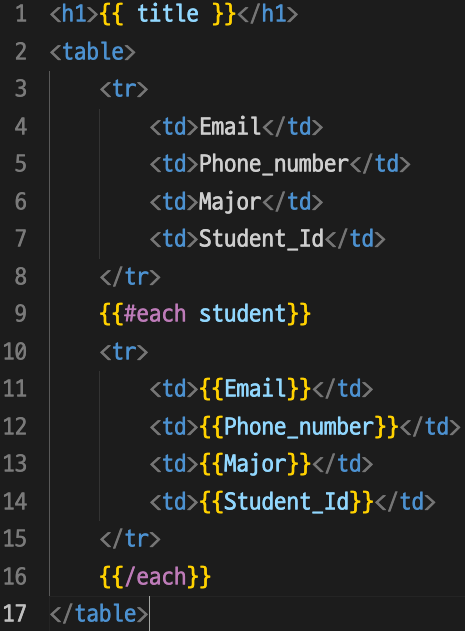 1 <h1>{{ title }}</h1>
2 <table>
3     <tr>
4         <td>Email</td>
5         <td>Phone_number</td>
6         <td>Major</td>
7         <td>Student_Id</td>
8     </tr>
9     {{#each student}}
10     <tr>
11         <td>{{Email}}</td>
12         <td>{{Phone_number}}</td>
13         <td>{{Major}}</td>
14         <td>{{Student_Id}}</td>
15     </tr>
16     {{/each}}
17 </table>